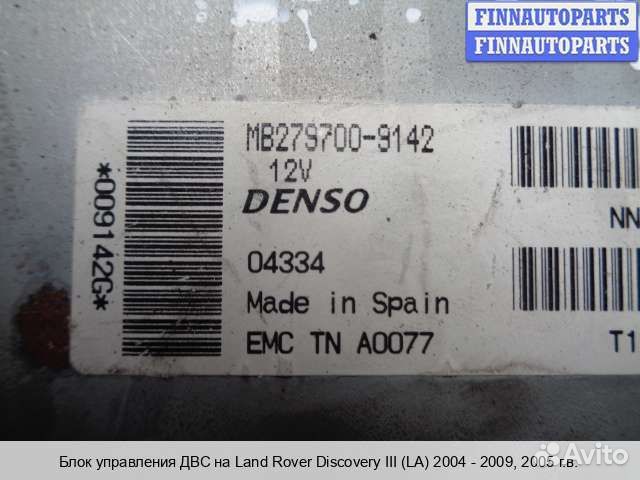 FINNAUTOPARTS
FINNAUTOPARTS
*009142G*
MB279700-9142
12V
DENSO
04334
Made in Spain
EMC TN A0077
NN
T1
Блок управления ДВС на Land Rover Discovery III (LA) 2004 - 2009, 2005 г.в.
Avito